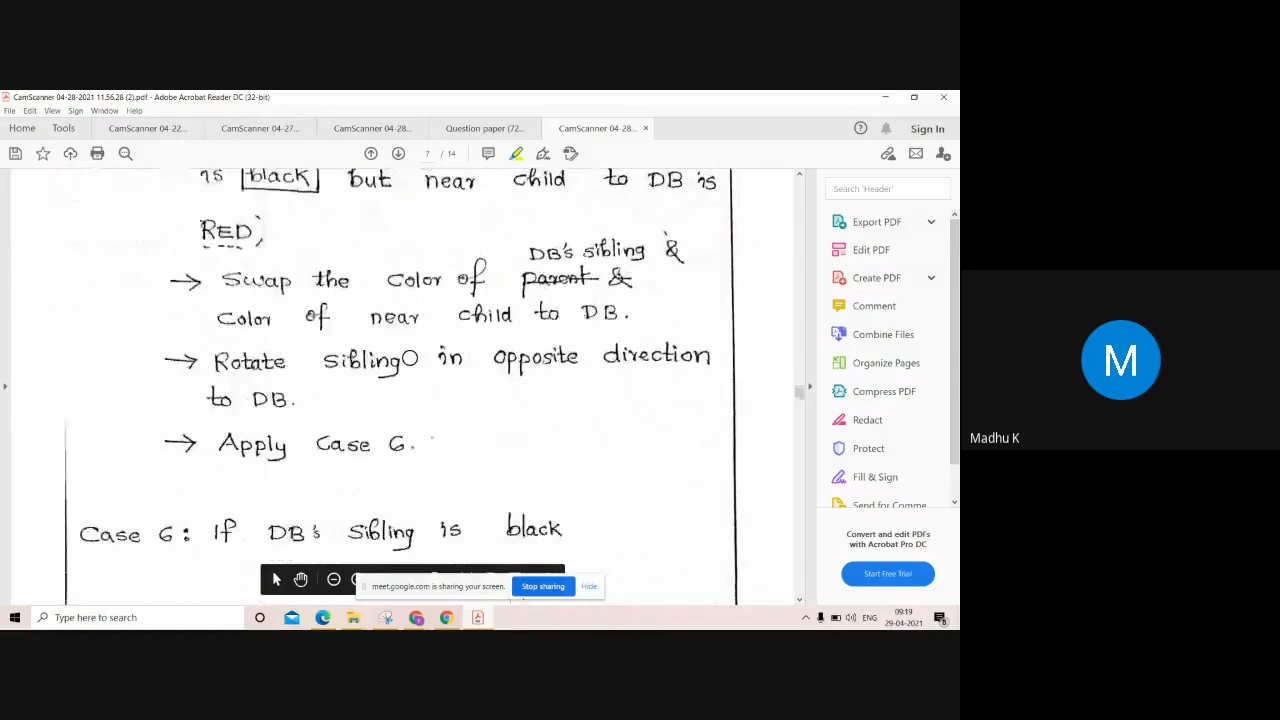 CamScanner 04-28-2021 11.56.28 (2).pdf - Adobe Acrobat Reader DC (32-bit)
File Edit View Sign Window Help
Home Tools CamScanner 04-22... CamScanner 04-27... CamScanner 04-28... Question paper (72... CamScanner 04-28... × Sign In
7 / 14
is black but near child to DB is
RED;
DB's sibling &
→ Swap the color of parent &
color of near child to DB.
→ Rotate sibling in opposite direction
to DB.
→ Apply Case 6.
Case 6: If DB's sibling is black
Search 'Header'
Export PDF
Edit PDF
Create PDF
Comment
Combine Files
Organize Pages
Compress PDF
Redact
Protect
Fill & Sign
Send for Comme
Convert and edit PDFs
with Acrobat Pro DC
Start Free Trial
meet.google.com is sharing your screen. Stop sharing Hide
Type here to search
ENG
09:19
29-04-2021
8
M
Madhu K